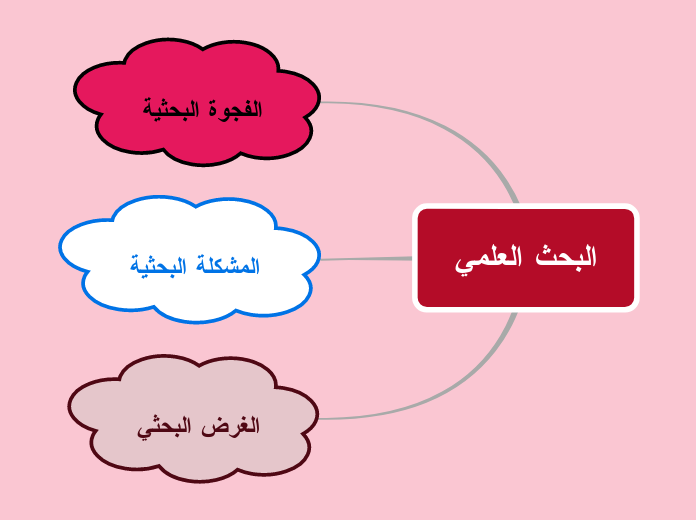 البحث العلمي
الفجوة البحثية
المشكلة البحثية
الغرض البحثي